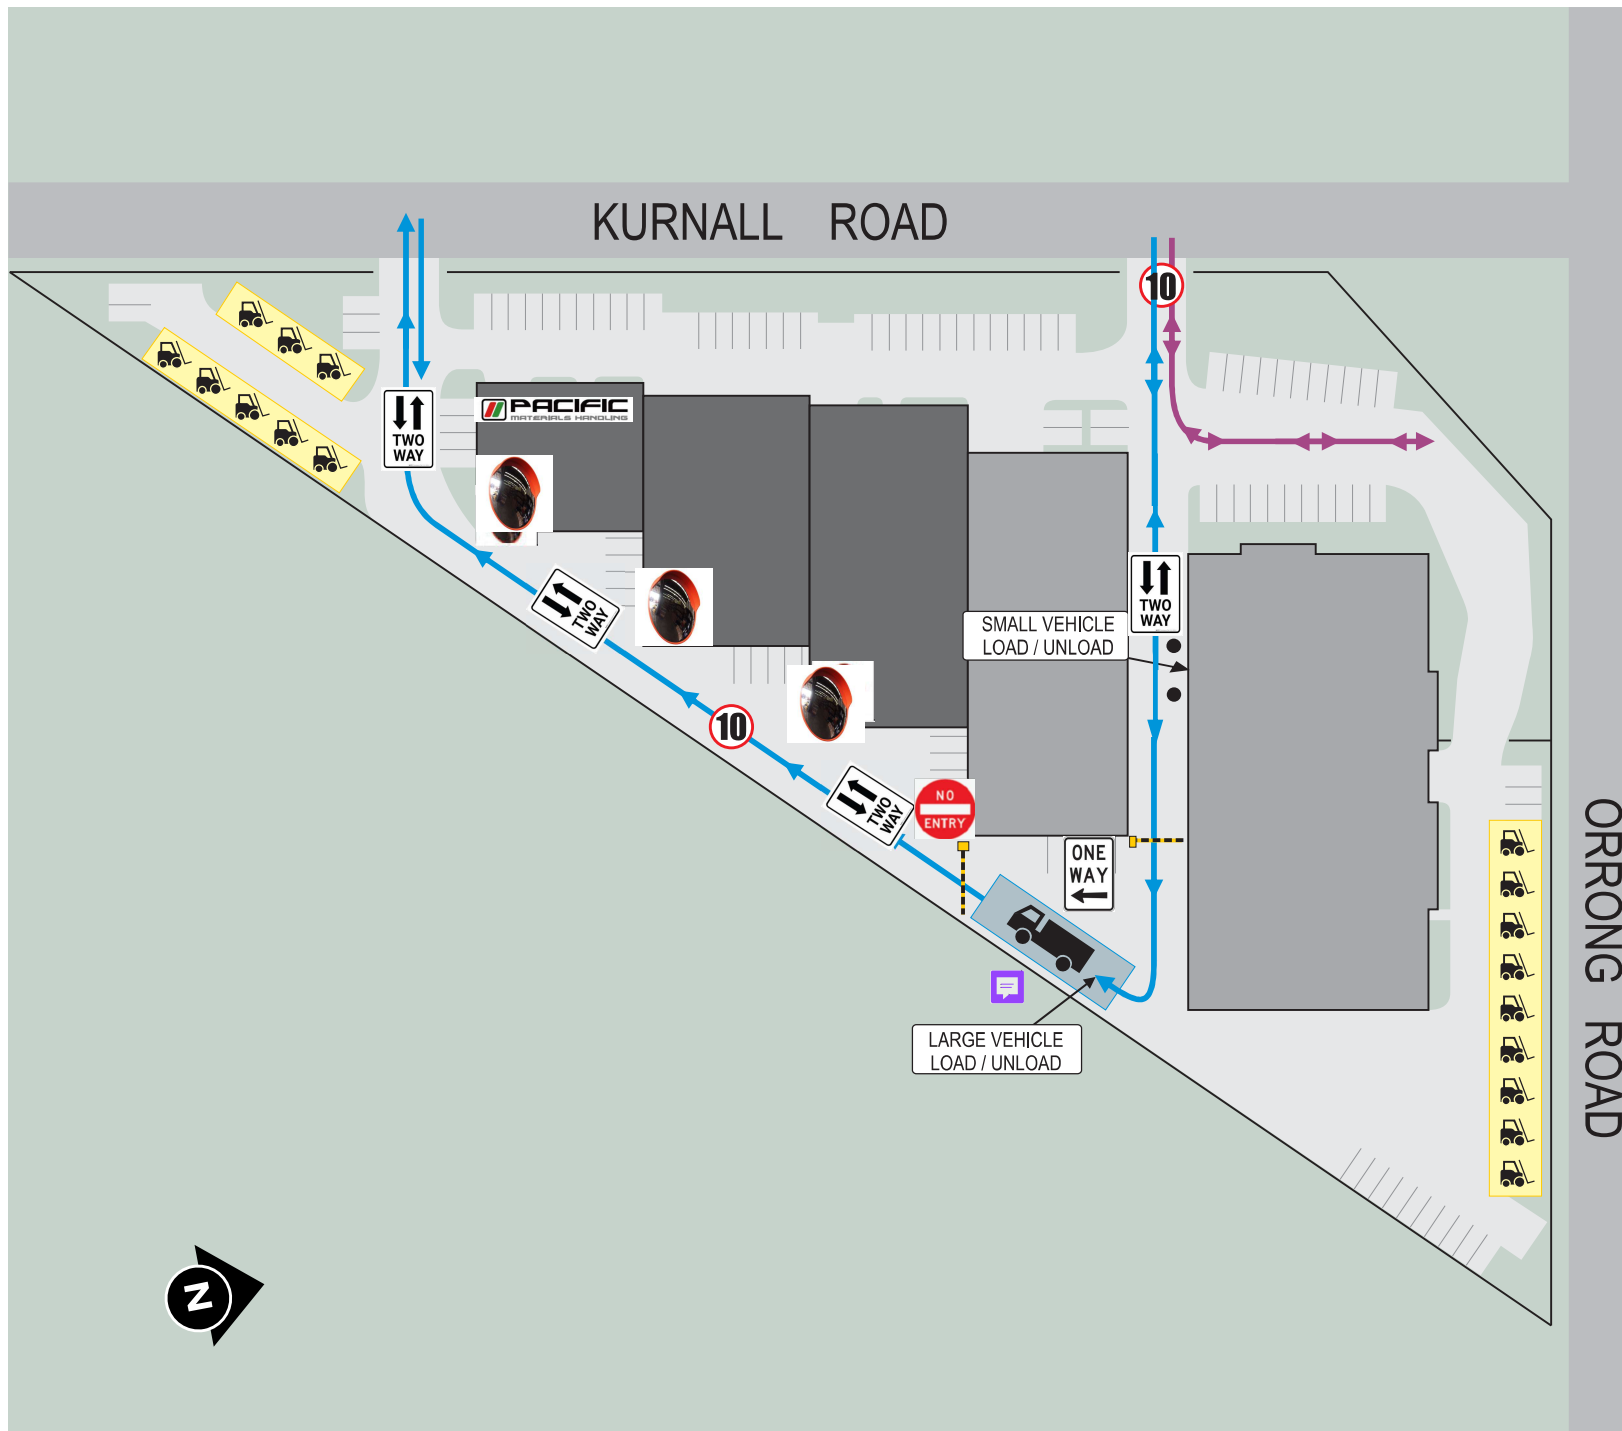 KURNALL ROAD
10
PACIFIC
MATERIALS HANDLING
TWO
WAY
TWO
WAY
TWO
WAY
SMALL VEHICLE
LOAD / UNLOAD
10
TWO
WAY
NO
ENTRY
ONE
WAY
LARGE VEHICLE
LOAD / UNLOAD
ORRONG ROAD
N